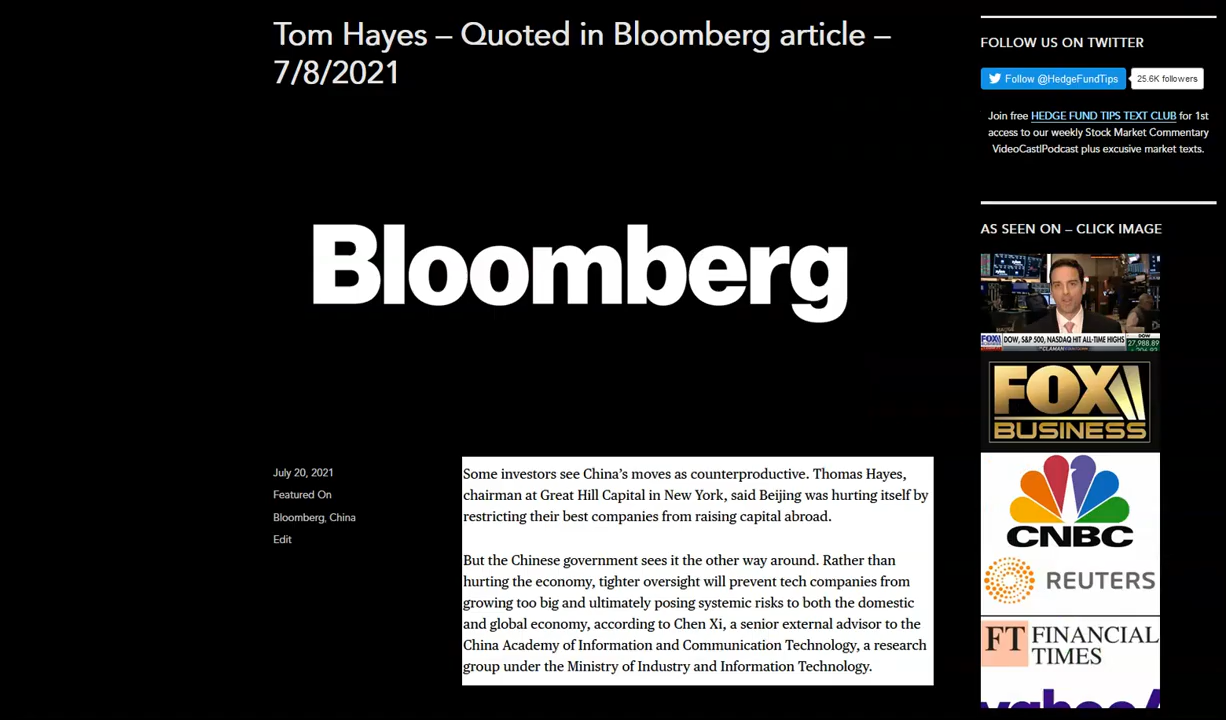 Tom Hayes – Quoted in Bloomberg article –
7/8/2021
Bloomberg
July 20, 2021
Featured On
Bloomberg, China
Edit
Some investors see China’s moves as counterproductive. Thomas Hayes,
chairman at Great Hill Capital in New York, said Beijing was hurting itself by
restricting their best companies from raising capital abroad.
But the Chinese government sees it the other way around. Rather than
hurting the economy, tighter oversight will prevent tech companies from
growing too big and ultimately posing systemic risks to both the domestic
and global economy, according to Chen Xi, a senior external advisor to the
China Academy of Information and Communication Technology, a research
group under the Ministry of Industry and Information Technology.
FOLLOW US ON TWITTER
Follow @HedgeFundTips
25.6K followers
Join free HEDGE FUND TIPS TEXT CLUB for 1st
access to our weekly Stock Market Commentary
VideoCast|Podcast plus excusive market texts.
AS SEEN ON – CLICK IMAGE
FOX
DOW, S&P 500, NASDAQ HIT ALL-TIME HIGHS
DOW
27,988.89
CLAMAN
FOX
BUSINESS
CNBC
REUTERS
FT FINANCIAL
TIMES